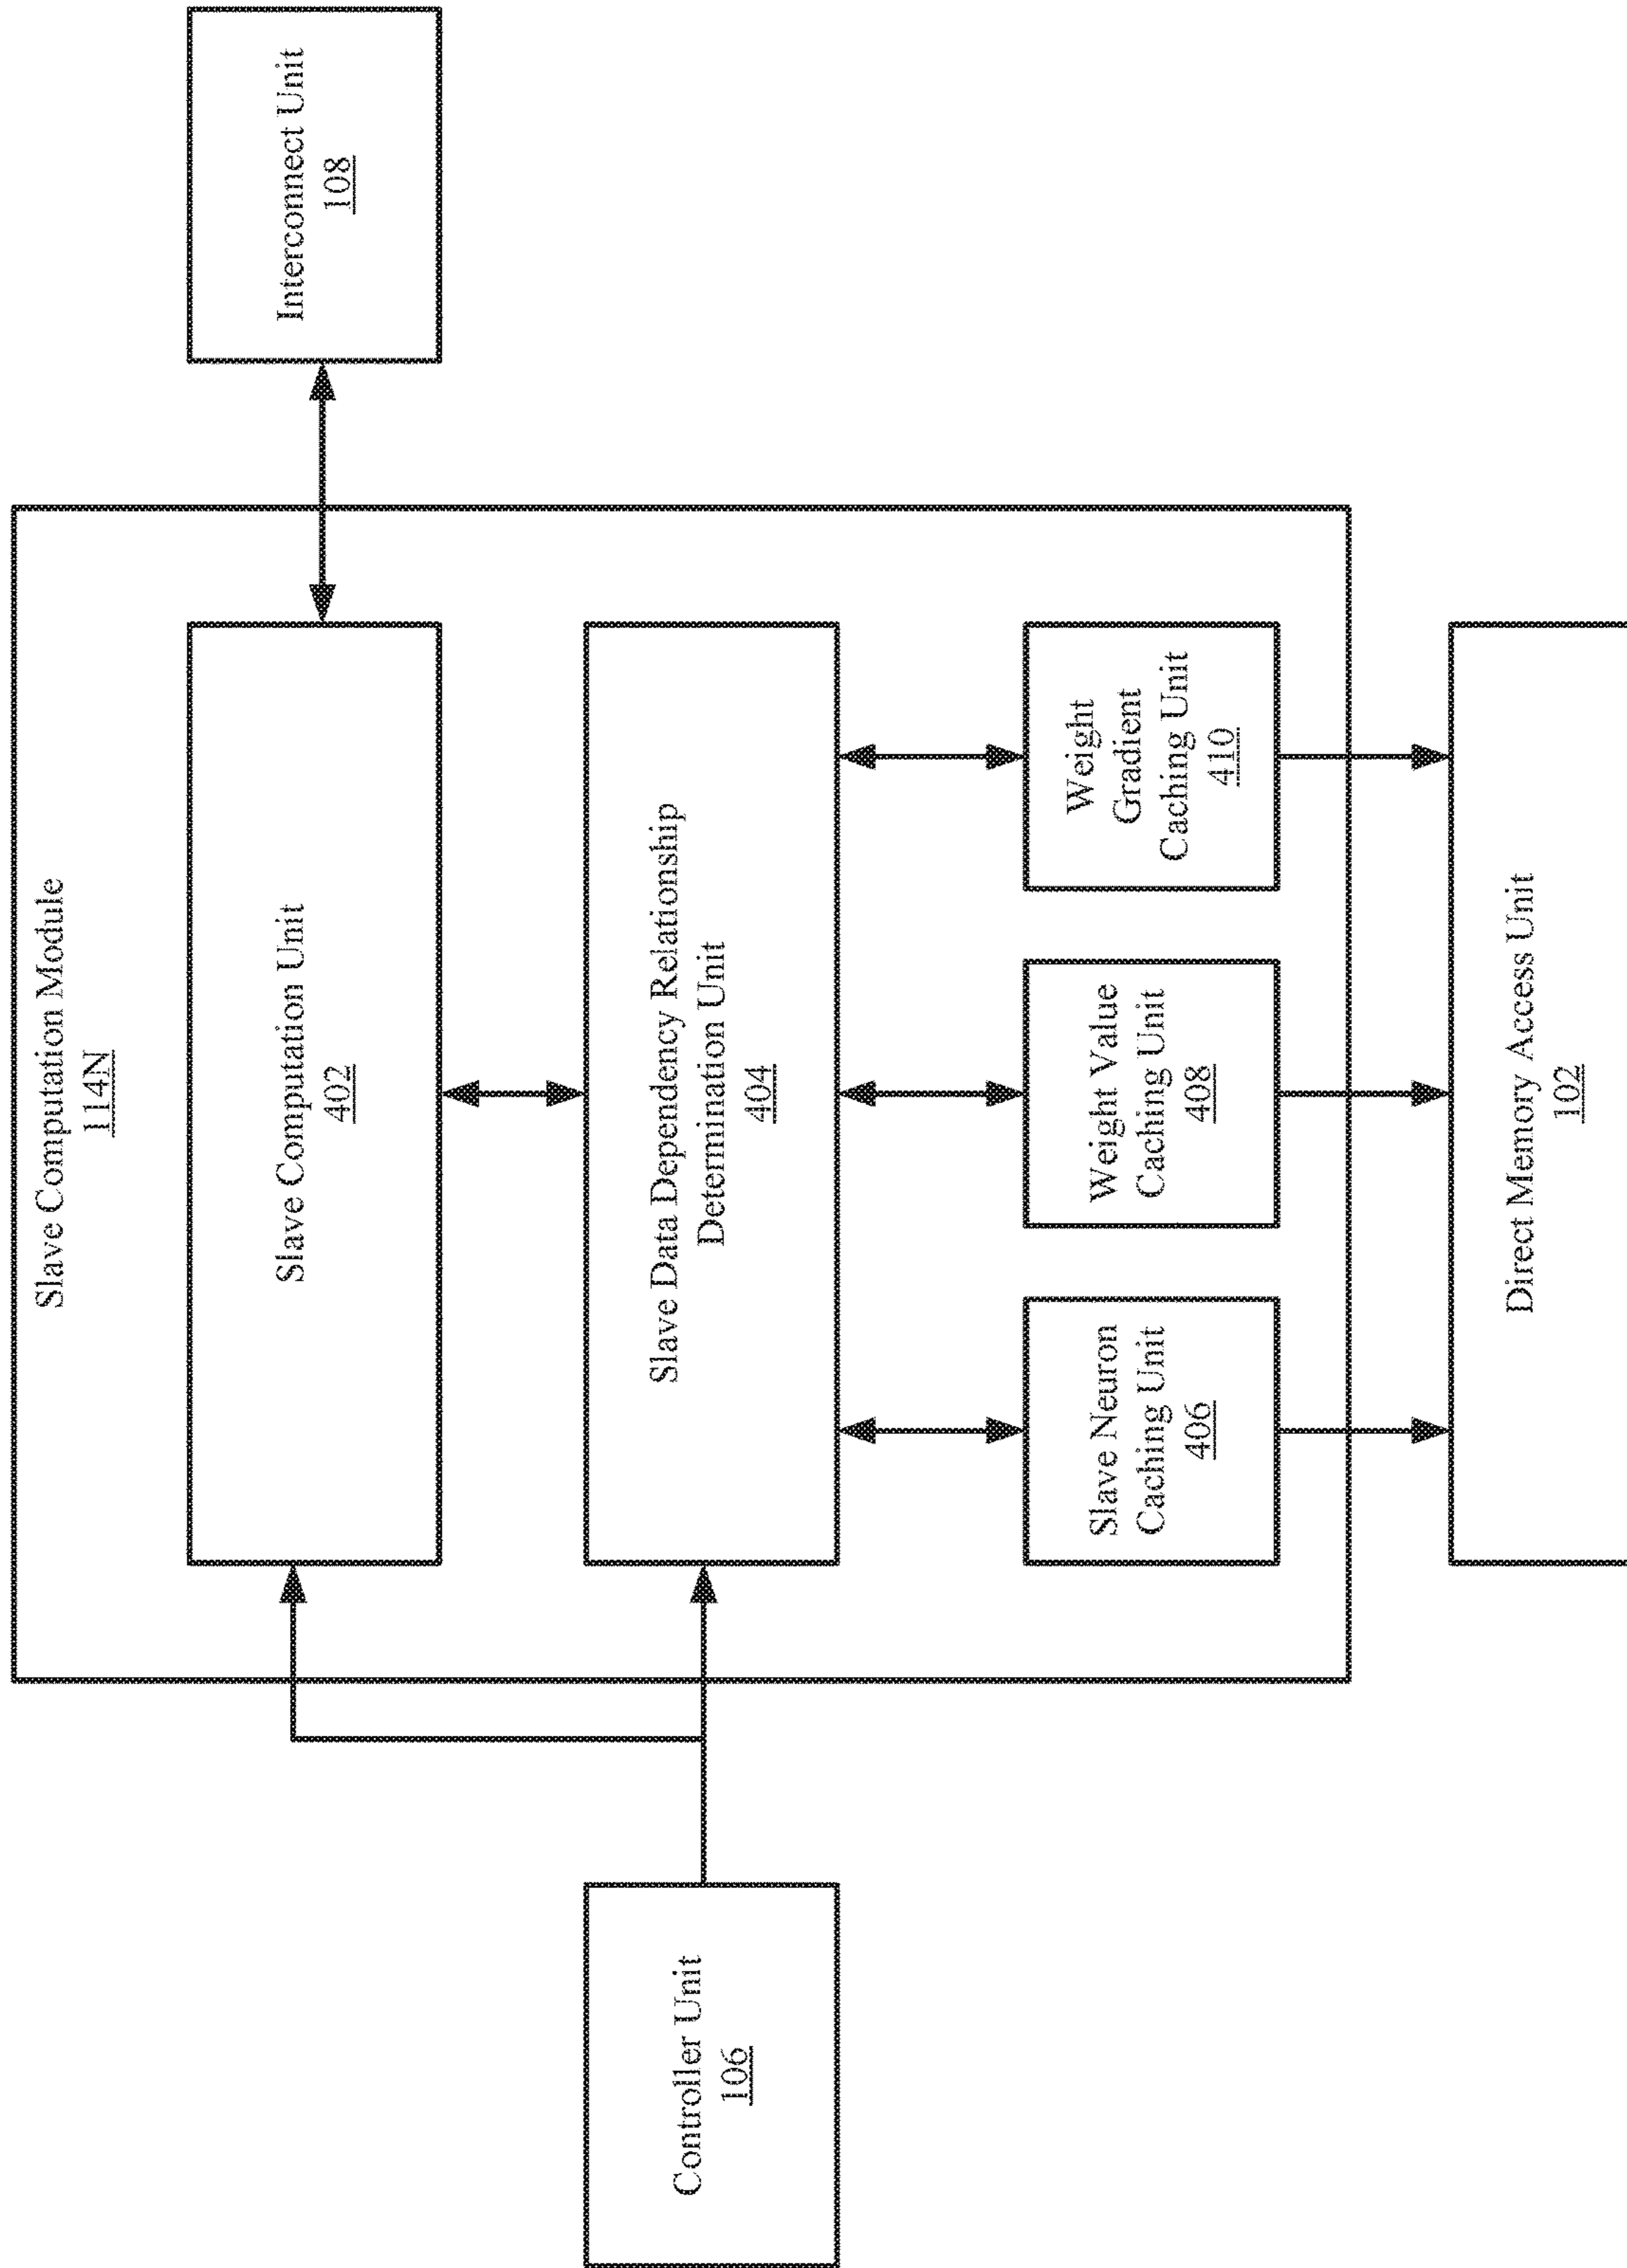 Slave Computation Module
114N
Slave Computation Unit
402
Interconnect Unit
108
Controller Unit
106
Slave Data Dependency Relationship
Determination Unit
404
Slave Neuron
Caching Unit
406
Weight Value
Caching Unit
408
Weight
Gradient
Caching Unit
410
Direct Memory Access Unit
102